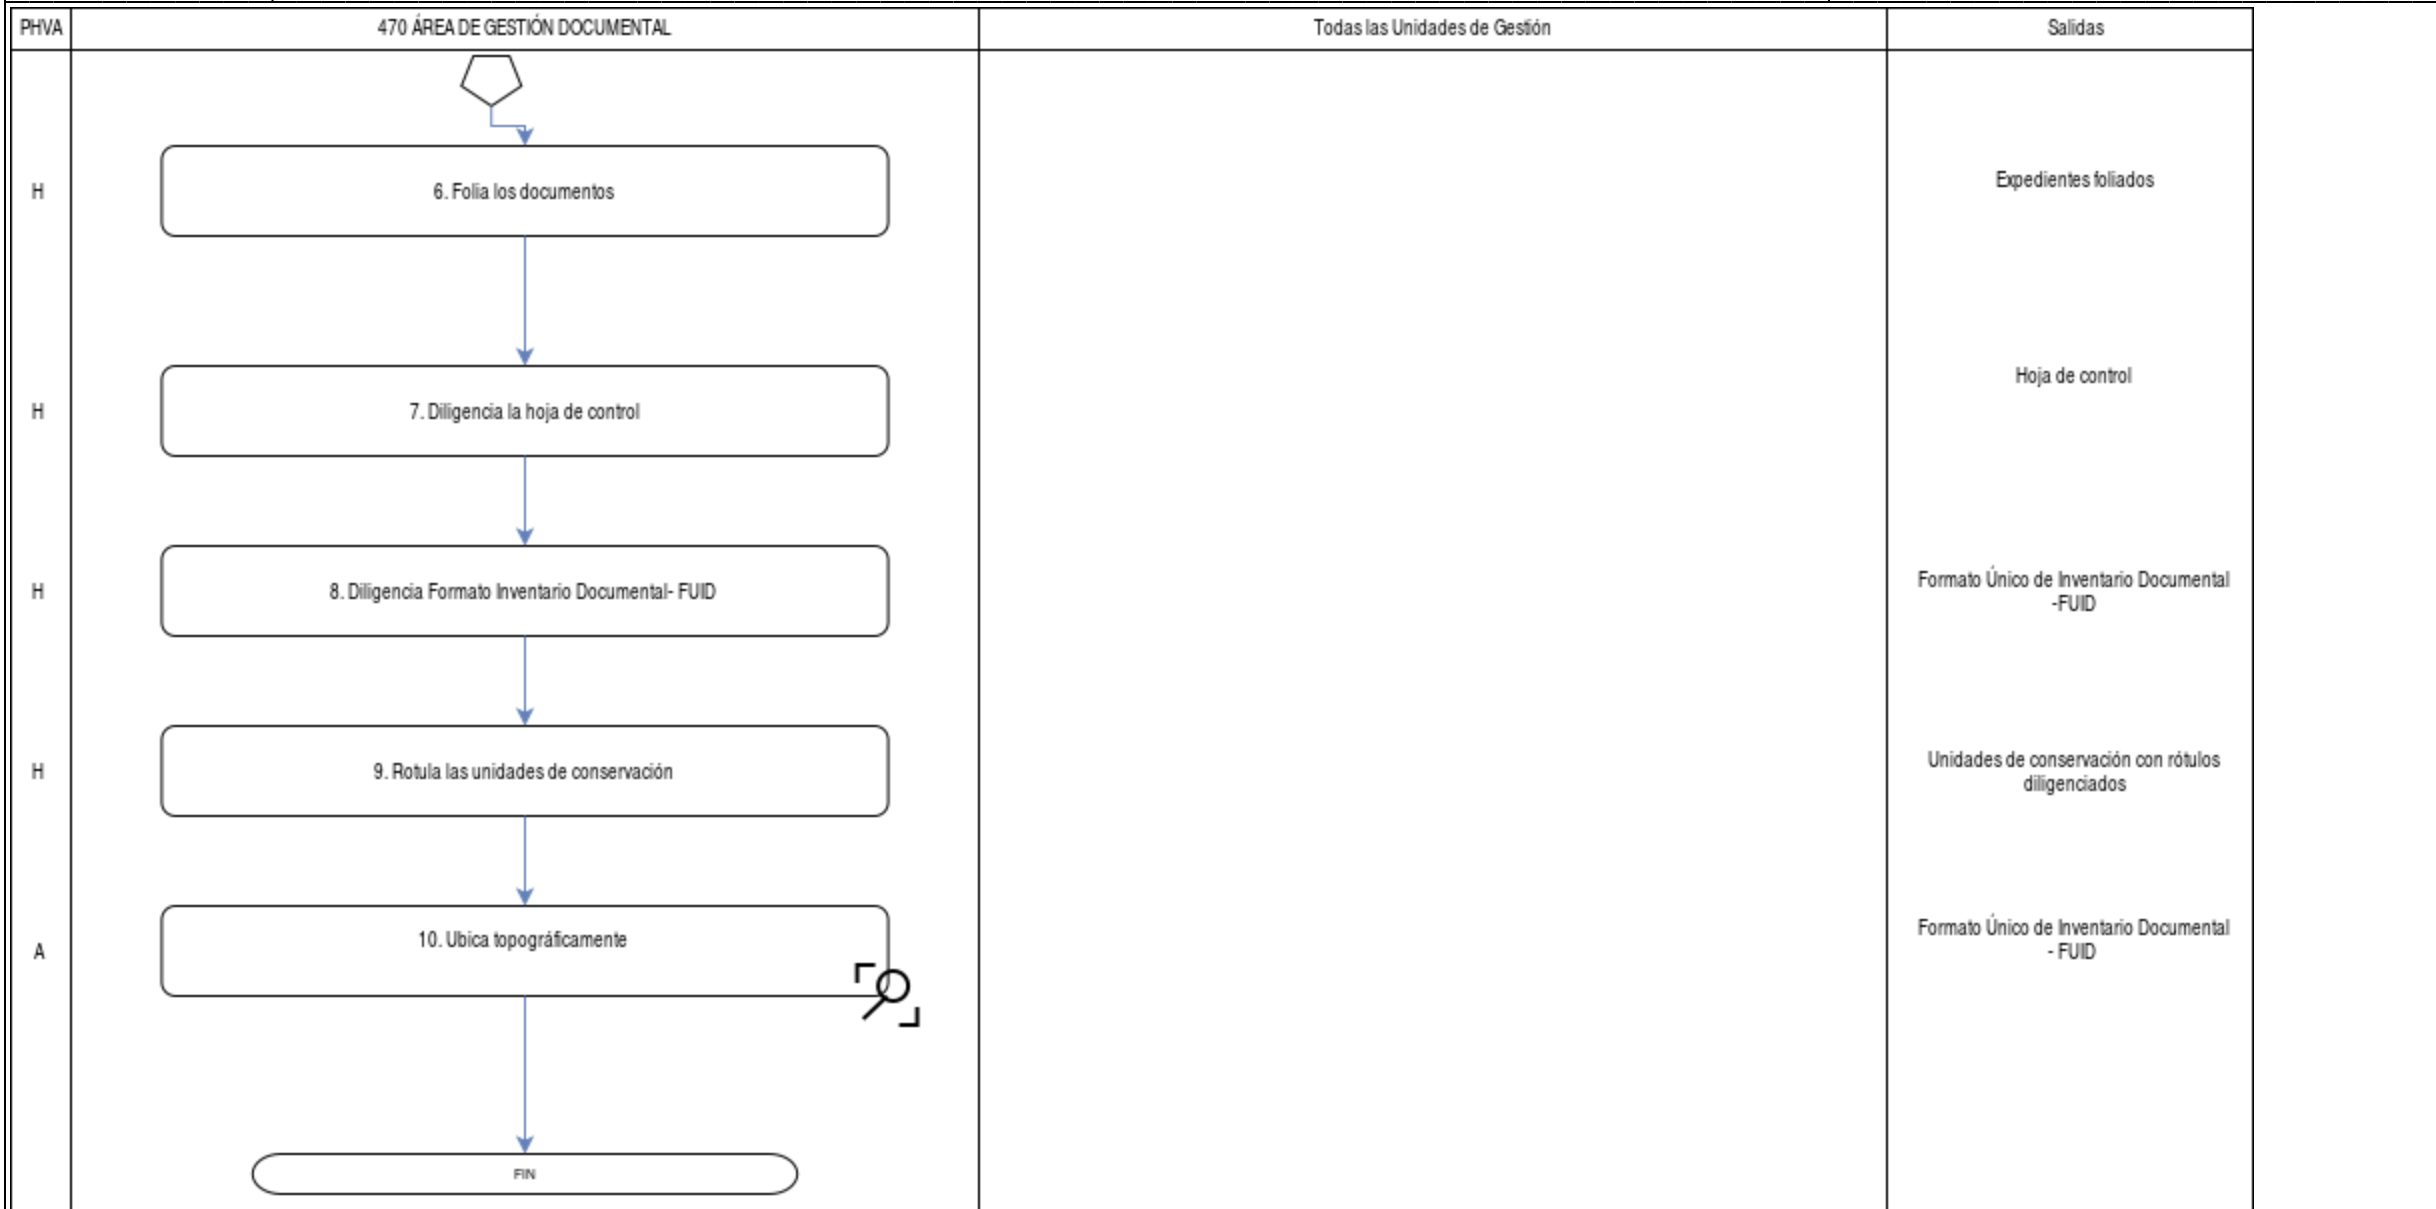 PHVA
470 ÁREA DE GESTIÓN DOCUMENTAL
Todas las Unidades de Gestión
Salidas
H
6. Folia los documentos
Expedientes foliados
H
7. Diligencia la hoja de control
Hoja de control
H
8. Diligencia Formato Inventario Documental- FUID
Formato Único de Inventario Documental
-FUID
H
9. Rotula las unidades de conservación
Unidades de conservación con rótulos
diligenciados
A
10. Ubica topográficamente
Formato Único de Inventario Documental
- FUID
FIN